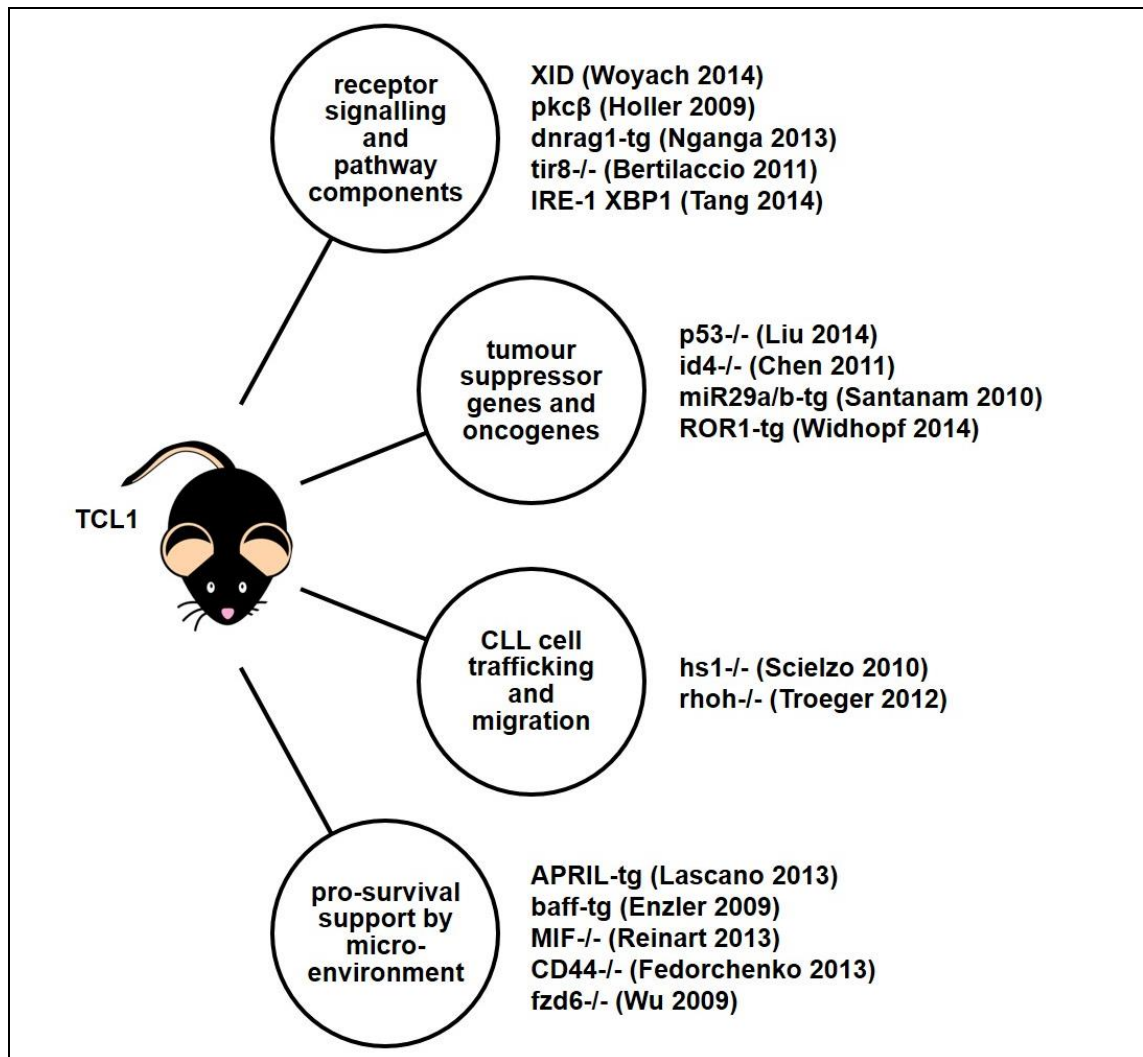 receptor
signalling
and
pathway
components
XID (Woyach 2014)
pkcβ (Holler 2009)
dnrag1-tg (Nganga 2013)
tir8-/- (Bertilaccio 2011)
IRE-1 XBP1 (Tang 2014)
tumour
suppressor
genes and
oncogenes
p53-/- (Liu 2014)
id4-/- (Chen 2011)
miR29a/b-tg (Santanam 2010)
ROR1-tg (Widhopf 2014)
TCL1
CLL cell
trafficking
and
migration
hs1-/- (Scielzo 2010)
rhoh-/- (Troeger 2012)
pro-survival
support by
micro-
environment
APRIL-tg (Lascano 2013)
baff-tg (Enzler 2009)
MIF-/- (Reinart 2013)
CD44-/- (Fedorchenko 2013)
fzd6-/- (Wu 2009)